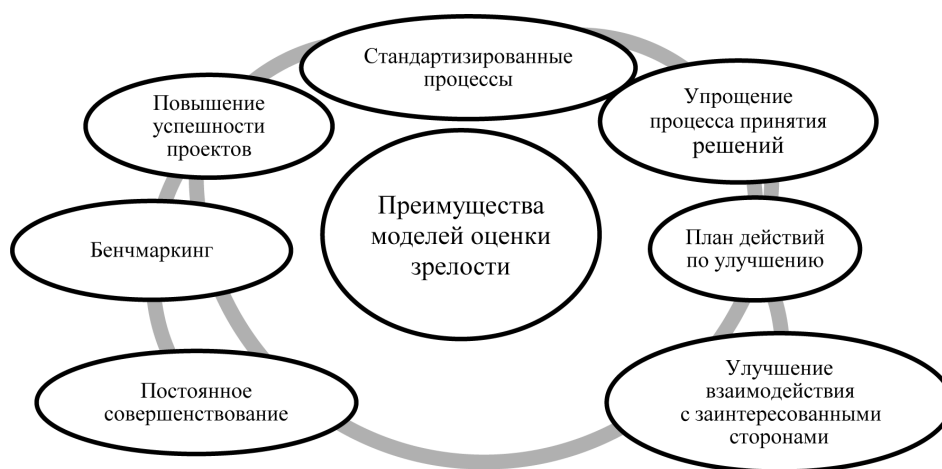 Стандартизированные
процессы
Повышение
успешности
проектов
Упрощение
процесса принятия
решений
Преимущества
моделей оценки
зрелости
Бенчмаркинг
План действий
по улучшению
Постоянное
совершенствование
Улучшение
взаимодействия
с заинтересованными
сторонами